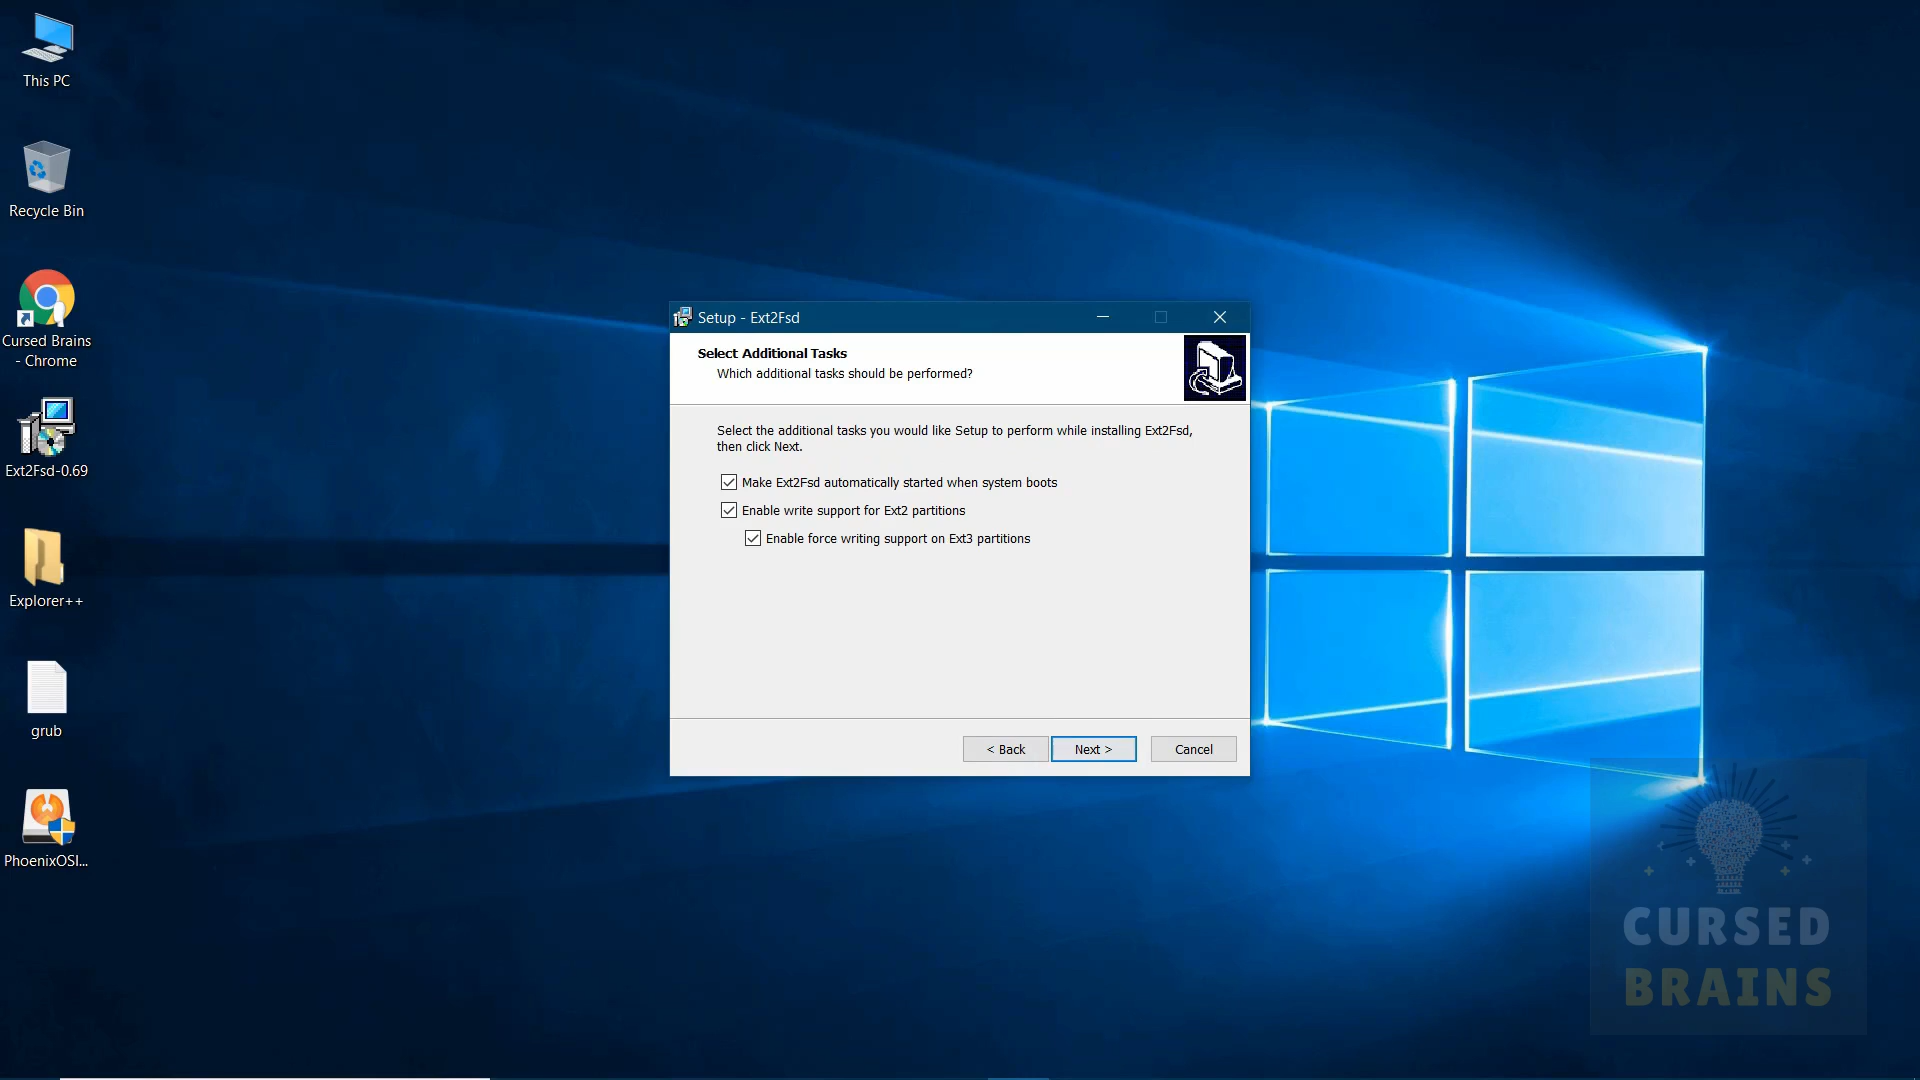 This PC
Recycle Bin
Cursed Brains
- Chrome
Ext2Fsd-0.69
Explorer++
grub
PhoenixOSI...
Setup - Ext2Fsd
Select Additional Tasks
Which additional tasks should be performed?
Select the additional tasks you would like Setup to perform while installing Ext2Fsd,
then click Next.
Make Ext2Fsd automatically started when system boots
Enable write support for Ext2 partitions
Enable force writing support on Ext3 partitions
< Back
Next >
Cancel
CURSED
BRAINS